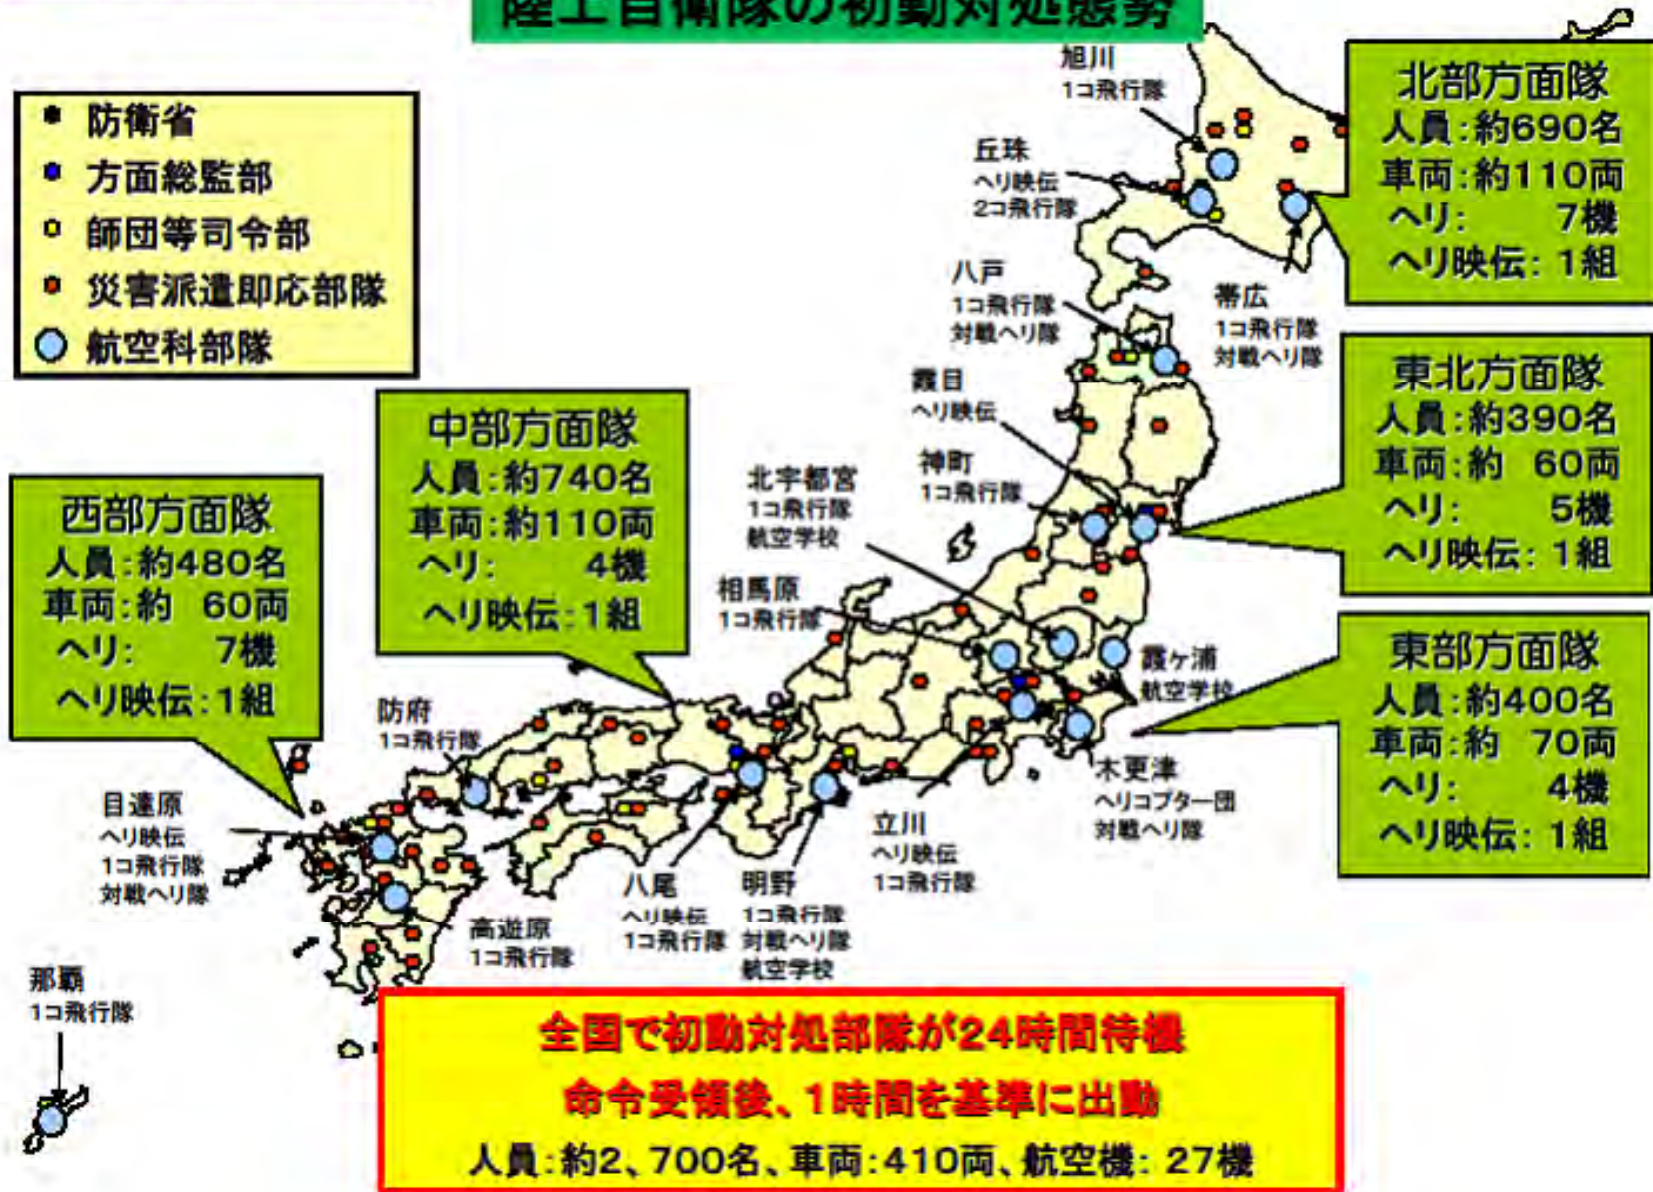 陸上自衛隊の初動対処態勢
防衛省
方面総監部
師団等司令部
災害派遣即応部隊
航空科部隊
旭川
1コ飛行隊
丘珠
ヘリ映伝
2コ飛行隊
八戸
1コ飛行隊
対戦ヘリ隊
帯広
1コ飛行隊
対戦ヘリ隊
霞目
ヘリ映伝
神町
1コ飛行隊
北宇都宮
1コ飛行隊
航空学校
相馬原
1コ飛行隊
北部方面隊
人員:約690名
車両:約110両
ヘリ: 7機
ヘリ映伝: 1組
東北方面隊
人員:約390名
車両:約 60両
ヘリ: 5機
ヘリ映伝: 1組
東部方面隊
人員:約400名
車両:約 70両
ヘリ: 4機
ヘリ映伝: 1組
中部方面隊
人員:約740名
車両:約110両
ヘリ: 4機
ヘリ映伝: 1組
西部方面隊
人員:約480名
車両:約 60両
ヘリ: 7機
ヘリ映伝: 1組
霞ヶ浦
航空学校
木更津
ヘリコプター団
対戦ヘリ隊
立川
ヘリ映伝
1コ飛行隊
防府
1コ飛行隊
目達原
ヘリ映伝
1コ飛行隊
対戦ヘリ隊
八尾
ヘリ映伝
1コ飛行隊
明野
1コ飛行隊
対戦ヘリ隊
航空学校
高遊原
1コ飛行隊
那覇
1コ飛行隊
全国で初動対処部隊が24時間待機
命令受領後、1時間を基準に出動
人員:約2、700名、車両:410両、航空機: 27機